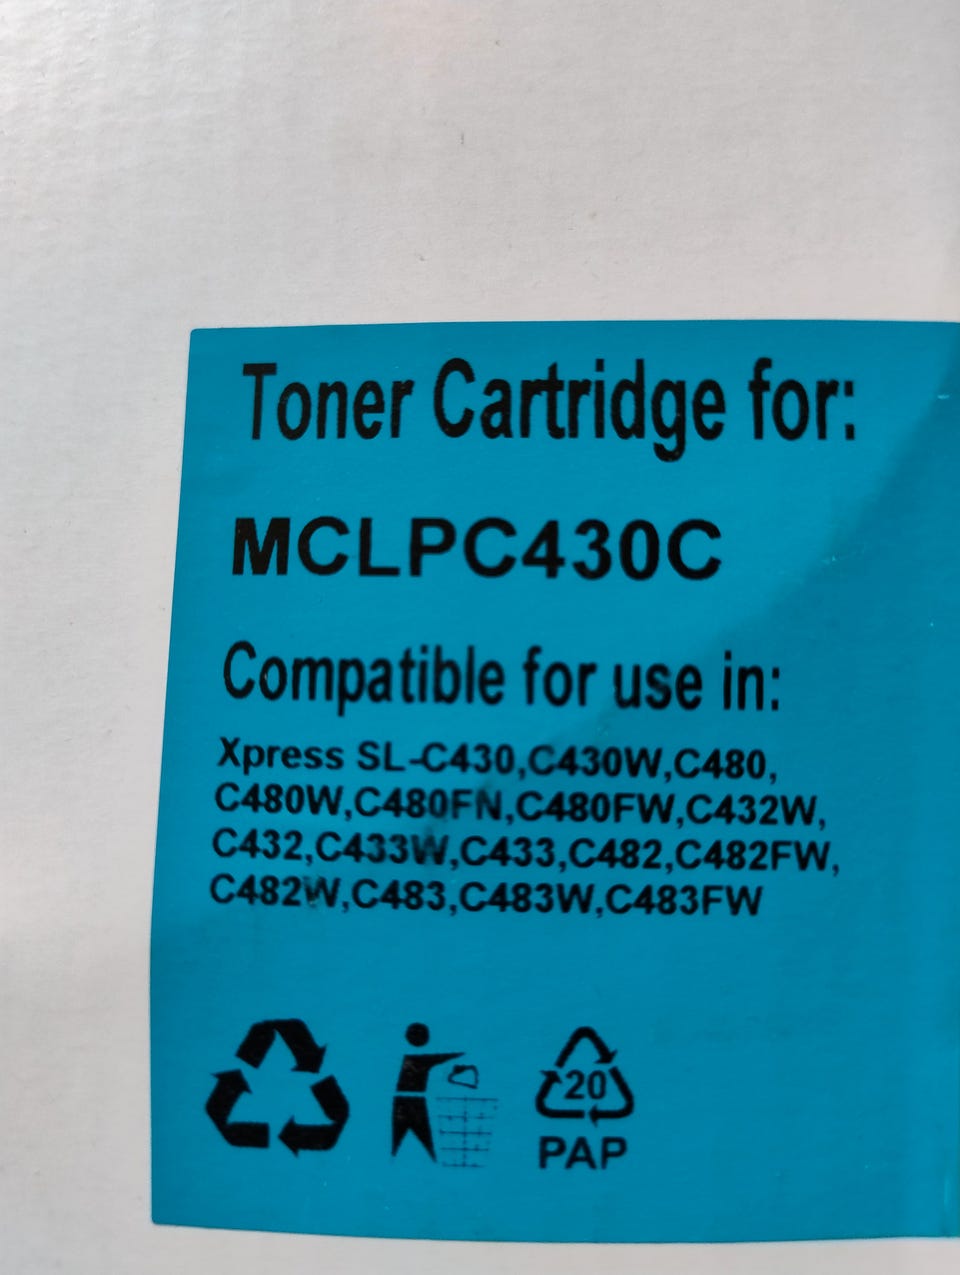 Toner Cartridge for:
MCLPC430C
Compatible for use in:
Xpress SL-C430,C430W,C480,
C480W,C480FN,C480FW,C432W,
C432,C433W,C433,C482,C482FW,
C482W,C483,C483W,C483FW
20
PAP